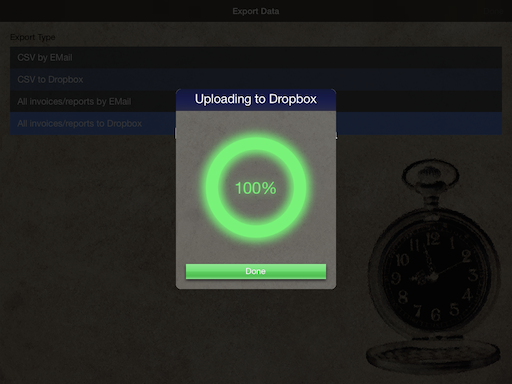 Export Data
Export Type
CSV by EMail
CSV to Dropbox
All invoices/reports by EMail
All invoices/reports to Dropbox
Uploading to Dropbox
100%
Done